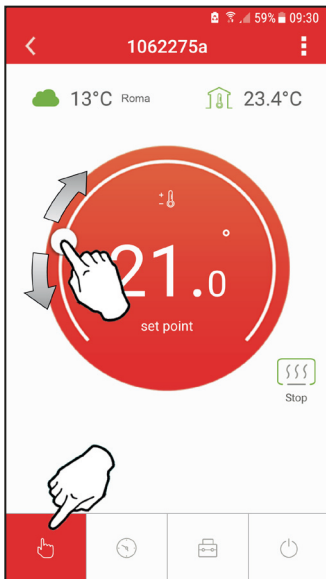 59% 09:30
1062275a
13°C Roma 23.4°C
21.0°
set point
Stop